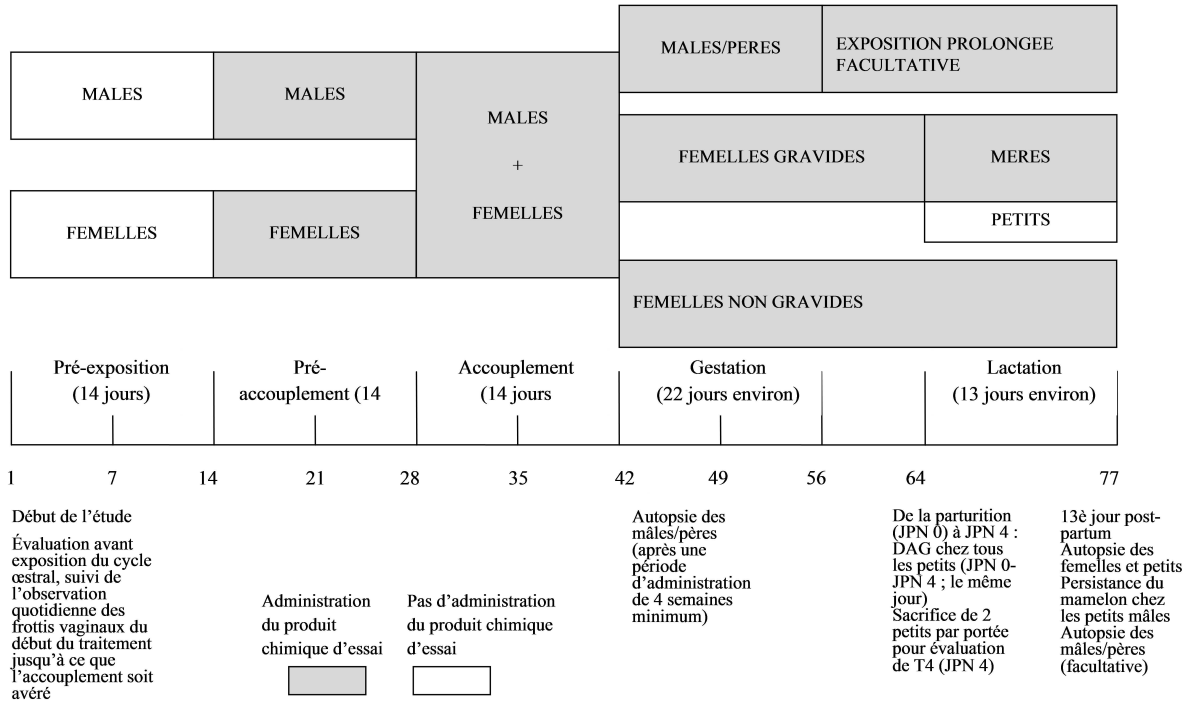 MALES/PERES
EXPOSITION PROLONGEE
FACULTATIVE
MALES
MALES
MALES
+
FEMELLES
FEMELLES GRAVIDES
MERES
PETITS
FEMELLES
FEMELLES
FEMELLES NON GRAVIDES
Pré-exposition
(14 jours)
Pré-
accouplement (14
Accouplement
(14 jours
Gestation
(22 jours environ)
Lactation
(13 jours environ)
1 7 14 21 28 35 42 49 56 64 77
Début de l’étude
Évaluation avant
exposition du cycle
œstral, suivi de
l’observation
quotidienne des
frottis vaginaux du
début du traitement
jusqu’à ce que
l’accouplement soit
avéré
Administration
du produit
chimique d’essai
Pas d’administration
du produit chimique
d’essai
Autopsie des
mâles/pères
(après une
période
d’administration
de 4 semaines
minimum)
De la parturition
(JPN 0) à JPN 4 :
DAG chez tous
les petits (JPN 0-
JPN 4 ; le même
jour)
Sacrifice de 2
petits par portée
pour évaluation
de T4 (JPN 4)
13è jour post-
partum
Autopsie des
femelles et petits
Persistance du
mamelon chez
les petits mâles
Autopsie des
mâles/pères
(facultative)